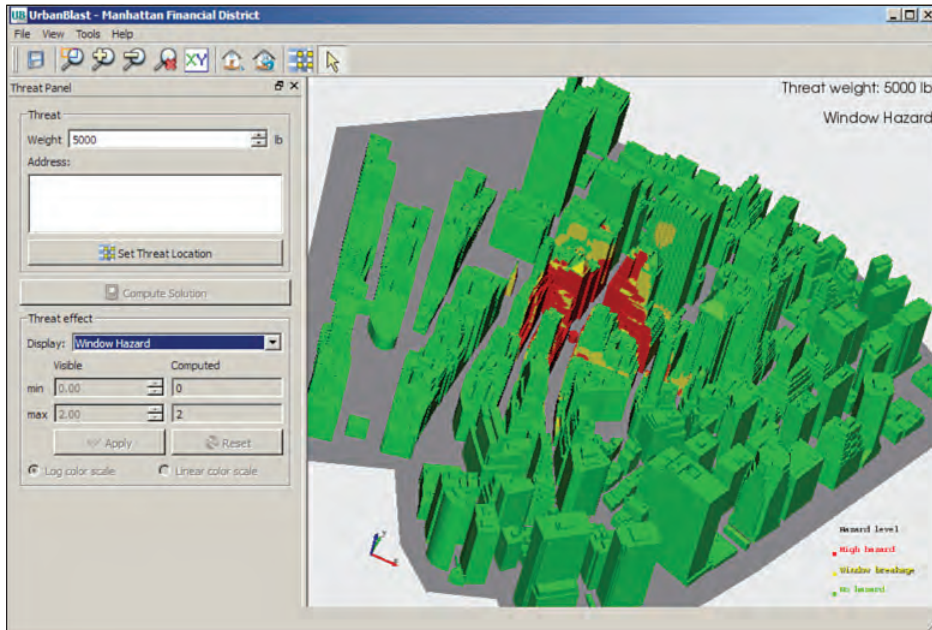 UB UrbanBlast - Manhattan Financial District
File View Tools Help
XY
Threat Panel
Threat weight: 5000 lb
Window Hazard
Threat
Weight 5000 lb
Address:
Set Threat Location
Compute Solution
Threat effect
Display: Window Hazard
Visible Computed
min 0.00 0
max 2.00 2
Apply Reset
Log color scale Linear color scale
Hazard level
High hazard
Window breakage
No hazard